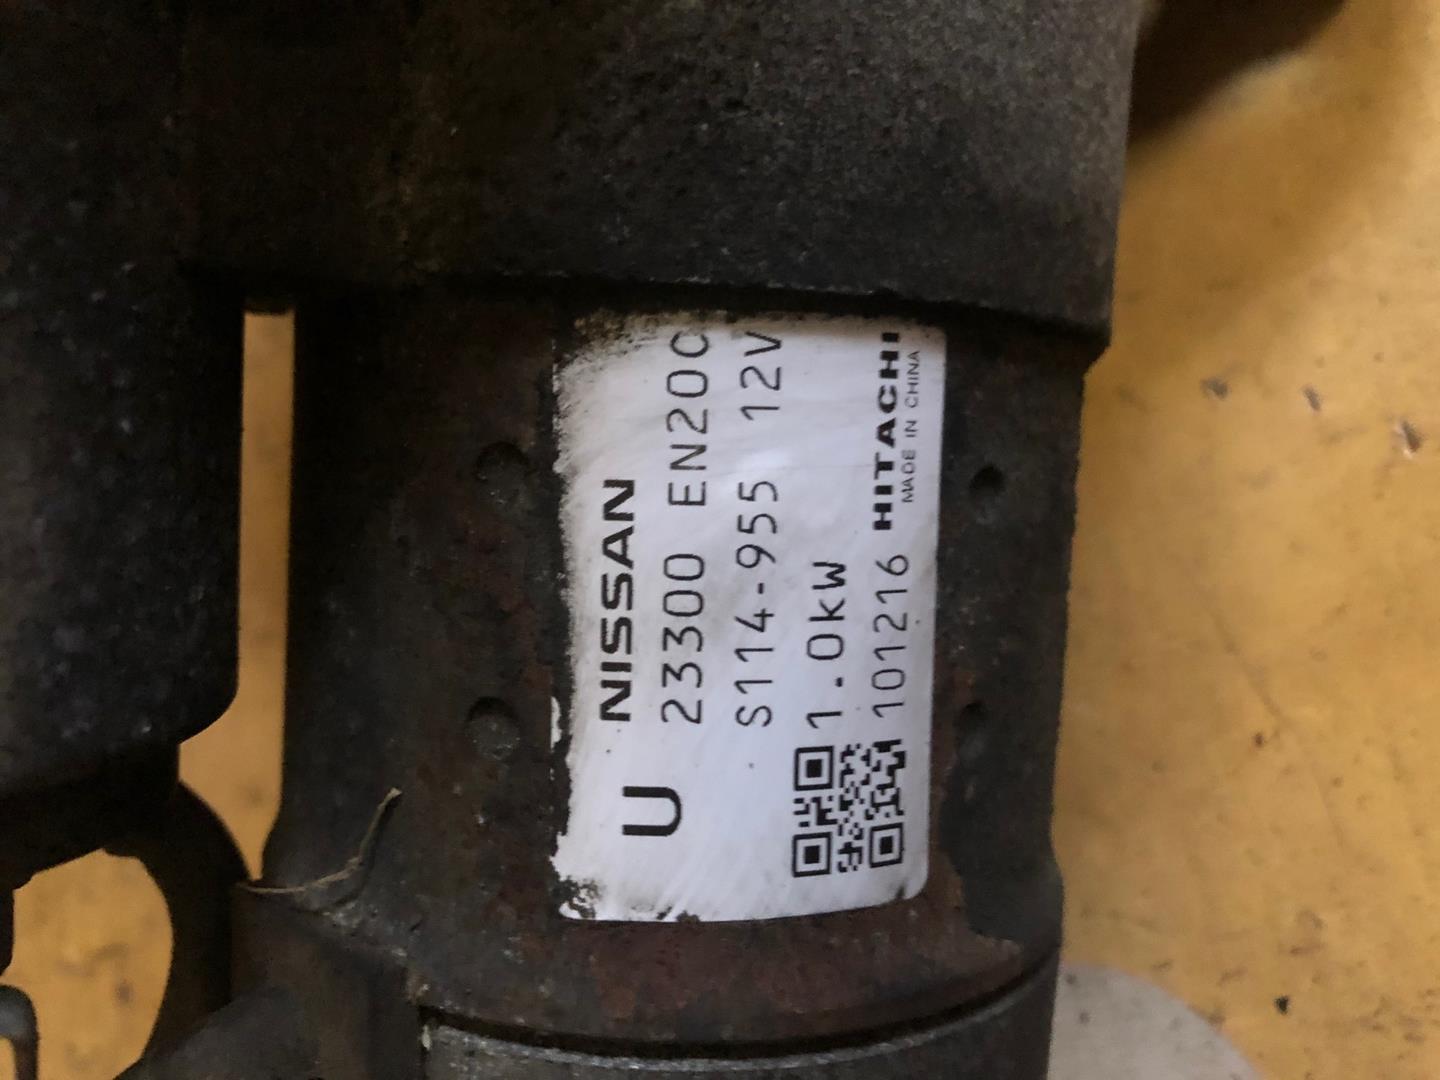 U NISSAN
23300 EN20C
S114-955 12V
1.0kW
101216 HITACHI
MADE IN CHINA